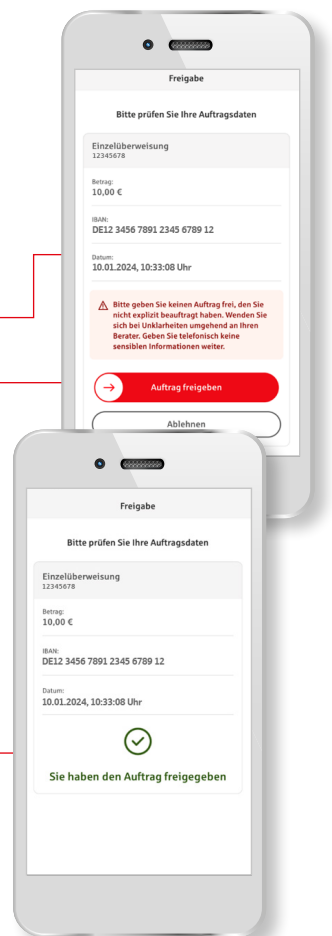 Freigabe
Bitte prüfen Sie Ihre Auftragsdaten
Einzelüberweisung
12345678
Betrag:
10,00 €
IBAN:
DE12 3456 7891 2345 6789 12
Datum:
10.01.2024, 10:33:08 Uhr
Bitte geben Sie keinen Auftrag frei, den Sie
nicht explizit beauftragt haben. Wenden Sie
sich bei Unklarheiten umgehend an Ihren
Berater. Geben Sie telefonisch keine
sensiblen Informationen weiter.
Auftrag freigeben
Ablehnen
Freigabe
Bitte prüfen Sie Ihre Auftragsdaten
Einzelüberweisung
12345678
Betrag:
10,00 €
IBAN:
DE12 3456 7891 2345 6789 12
Datum:
10.01.2024, 10:33:08 Uhr
Sie haben den Auftrag freigegeben